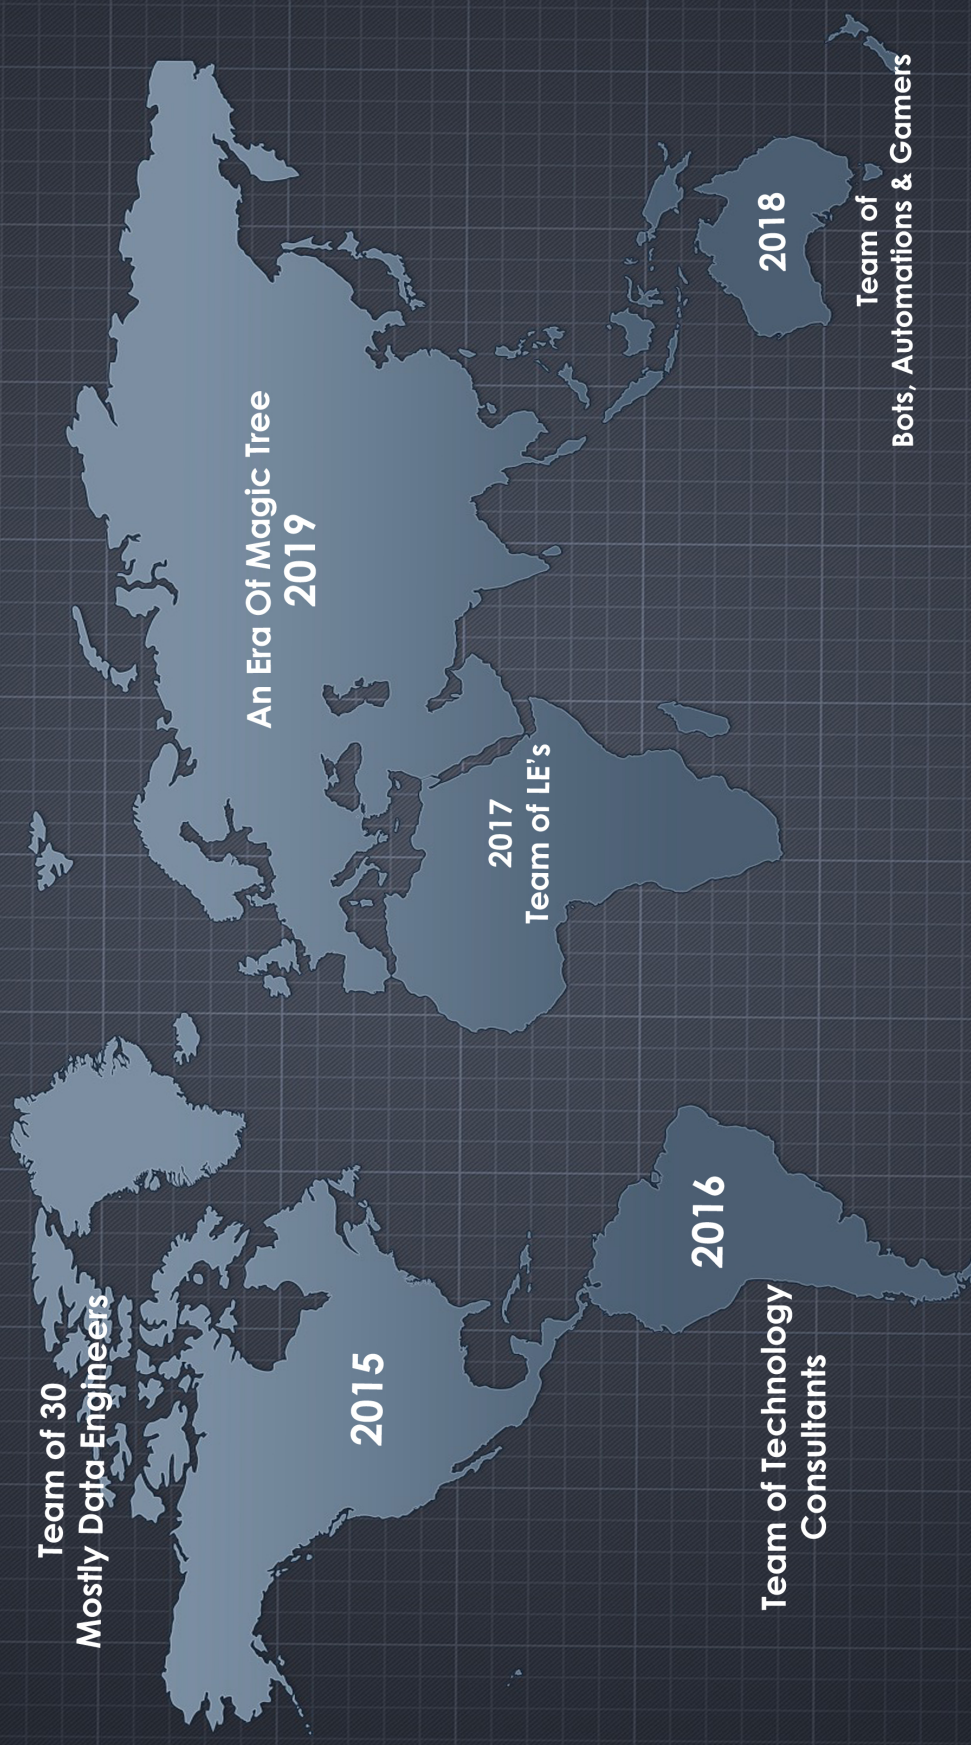 Team of 30
Mostly Data Engineers
2015
2016
Team of Technology
Consultants
2017
Team of LE's
An Era Of Magic Tree
2019
2018
Team of
Bots, Automations & Gamers